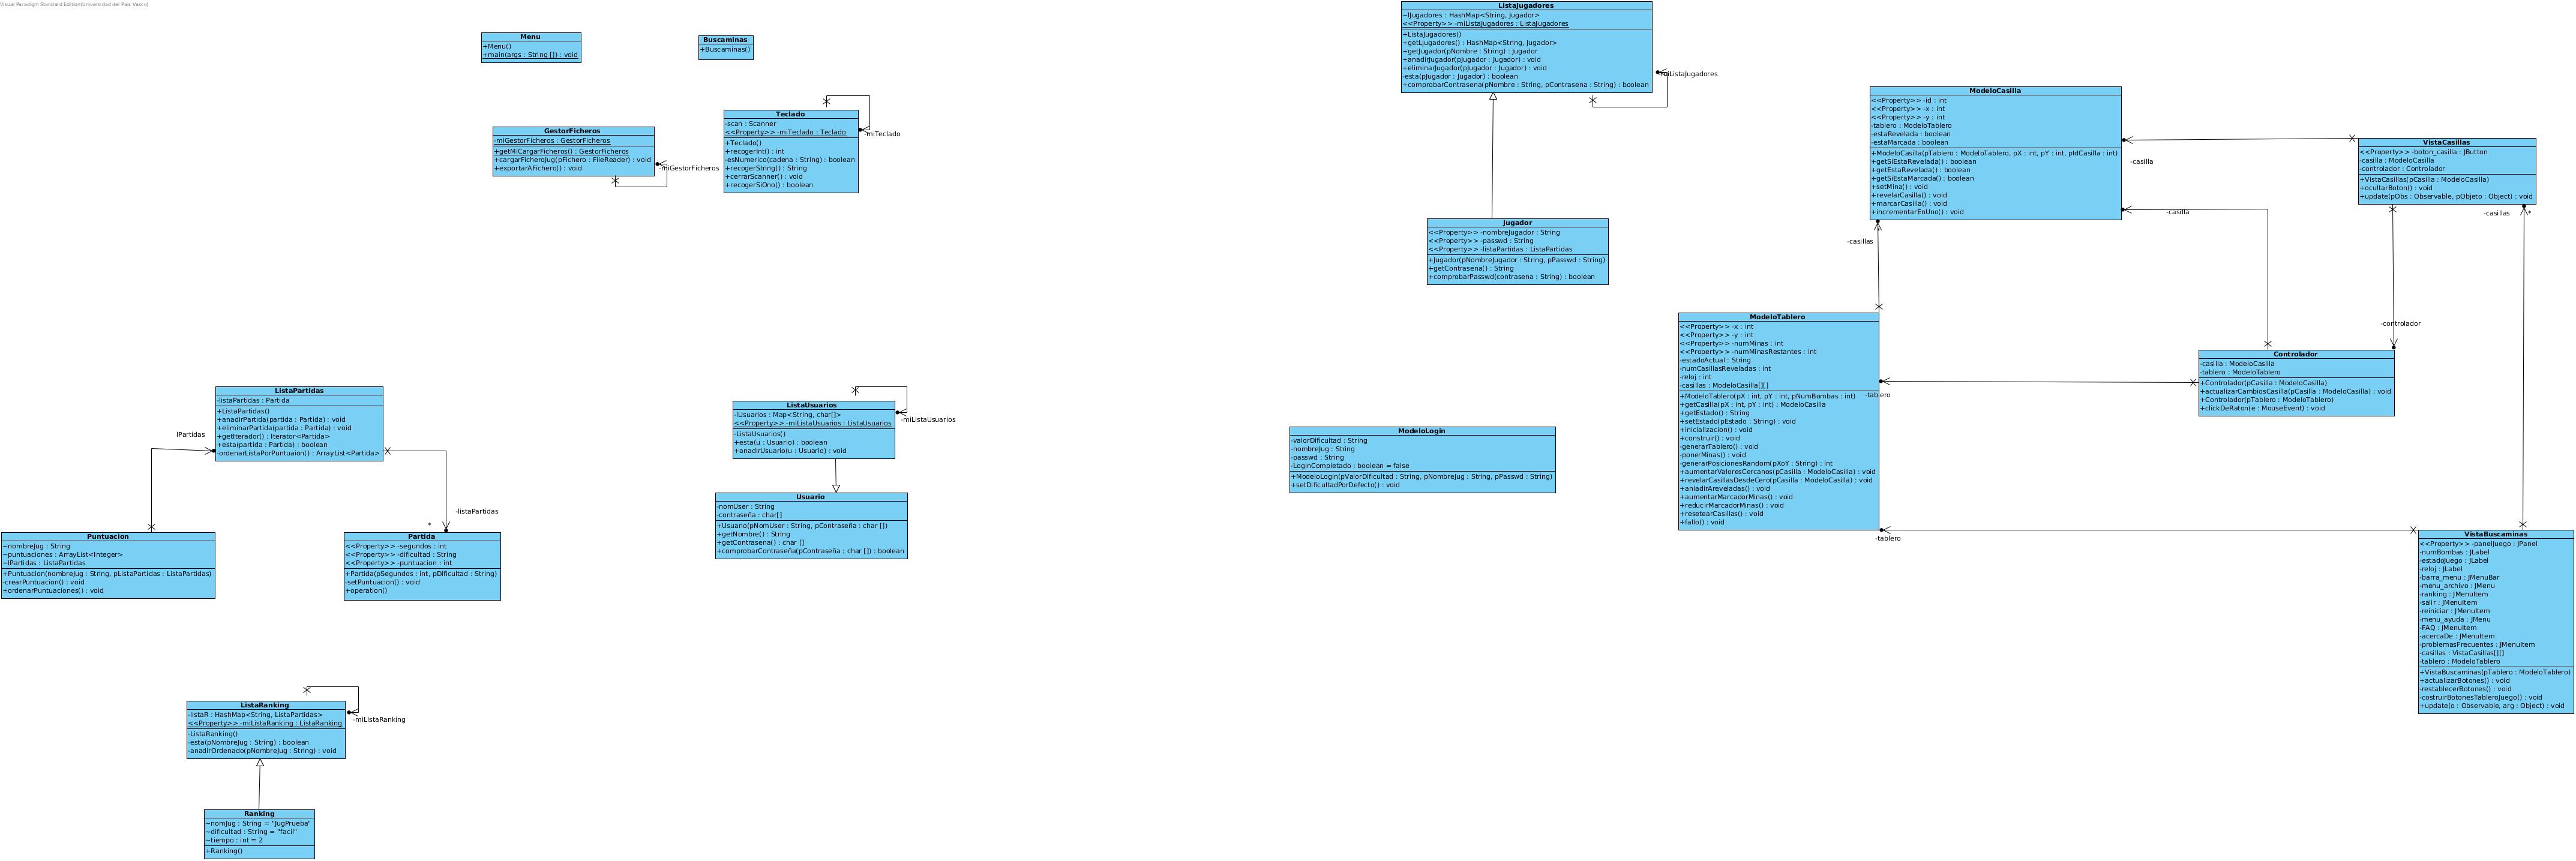 Visual Paradigm Standard Edition(Universidad del Pais Vasco)
Menu
+Menu()
+main(args : String []) : void
Buscaminas
+Buscaminas()
ListaJugadores
~lJugadores : HashMap<String, Jugador>
<<Property>> -miListaJugadores : ListaJugadores
+ListaJugadores()
+getLjugadores() : HashMap<String, Jugador>
+getJugador(pNombre : String) : Jugador
+anadirJugador(pJugador : Jugador) : void
+eliminarJugador(pJugador : Jugador) : void
-esta(pJugador : Jugador) : boolean
+comprobarContrasena(pNombre : String, pContrasena : String) : boolean
-miListaJugadores
GestorFicheros
-miGestorFicheros : GestorFicheros
+getMiCargarFicheros() : GestorFicheros
+cargarFicheroJug(pFichero : FileReader) : void
+exportarAFichero() : void
-miGestorFicheros
Teclado
-scan : Scanner
<<Property>> -miTeclado : Teclado
+Teclado()
+recogerInt() : int
-esNumerico(cadena : String) : boolean
+recogerString() : String
+cerrarScanner() : void
+recogerSiOno() : boolean
-miTeclado
ModeloCasilla
<<Property>> -id : int
<<Property>> -x : int
<<Property>> -y : int
-tablero : ModeloTablero
-estaRevelada : boolean
-estaMarcada : boolean
+ModeloCasilla(pTablero : ModeloTablero, pX : int, pY : int, pIdCasilla : int)
+getSiEstaRevelada() : boolean
+getEstaRevelada() : boolean
+getSiEstaMarcada() : boolean
+setMina() : void
+revelarCasilla() : void
+marcarCasilla() : void
+incrementarEnUno() : void
-casilla
-casilla
-casillas
VistaCasillas
<<Property>> -boton_casilla : JButton
-casilla : ModeloCasilla
-controlador : Controlador
+VistaCasillas(pCasilla : ModeloCasilla)
+ocultarBoton() : void
+update(pObs : Observable, pObjeto : Object) : void
-casillas
*
-controlador
Jugador
<<Property>> -nombreJugador : String
<<Property>> -passwd : String
<<Property>> -listaPartidas : ListaPartidas
+Jugador(pNombreJugador : String, pPasswd : String)
+getContrasena() : String
+comprobarPasswd(contrasena : String) : boolean
ModeloTablero
<<Property>> -x : int
<<Property>> -y : int
<<Property>> -numMinas : int
<<Property>> -numMinasRestantes : int
-estadoActual : String
-numCasillasReveladas : int
-reloj : int
-casillas : ModeloCasilla[][]
+ModeloTablero(pX : int, pY : int, pNumBombas : int)
+getCasilla(pX : int, pY : int) : ModeloCasilla
+getEstado() : String
+setEstado(pEstado : String) : void
+inicializacion() : void
+construir() : void
-generarTablero() : void
-ponerMinas() : void
-generarPosicionesRandom(pXoY : String) : int
+aumentarValoresCercanos(pCasilla : ModeloCasilla) : void
+revelarCasillasDesdeCero(pCasilla : ModeloCasilla) : void
+aniadirAreveladas() : void
+aumentarMarcadorMinas() : void
+reducirMarcadorMinas() : void
+resetearCasillas() : void
+fallo() : void
-tablero
-tablero
Controlador
-casilla : ModeloCasilla
-tablero : ModeloTablero
+Controlador(pCasilla : ModeloCasilla)
+actualizarCambiosCasilla(pCasilla : ModeloCasilla) : void
+Controlador(pTablero : ModeloTablero)
+clickDeRaton(e : MouseEvent) : void
ListaPartidas
-listaPartidas : Partida
+ListaPartidas()
+anadirPartida(partida : Partida) : void
+eliminarPartida(partida : Partida) : void
+getIterador() : Iterator<Partida>
+esta(partida : Partida) : boolean
-ordenarListaPorPuntuaion() : ArrayList<Partida>
lPartidas
-listaPartidas
*
ListaUsuarios
-lUsuarios : Map<String, char[]>
<<Property>> -miListaUsuarios : ListaUsuarios
-ListaUsuarios()
+esta(u : Usuario) : boolean
+anadirUsuario(u : Usuario) : void
-miListaUsuarios
ModeloLogin
-valorDificultad : String
-nombreJug : String
-passwd : String
-LoginCompletado : boolean = false
+ModeloLogin(pValorDificultad : String, pNombreJug : String, pPasswd : String)
+setDificultadPorDefecto() : void
Usuario
-nomUser : String
-contraseña : char[]
+Usuario(pNomUser : String, pContraseña : char [])
+getNombre() : String
+getContrasena() : char []
+comprobarContraseña(pContraseña : char []) : boolean
Puntuacion
~nombreJug : String
~puntuaciones : ArrayList<Integer>
~lPartidas : ListaPartidas
+Puntuacion(nombreJug : String, pListaPartidas : ListaPartidas)
-crearPuntuacion() : void
+ordenarPuntuaciones() : void
Partida
<<Property>> -segundos : int
<<Property>> -dificultad : String
<<Property>> -puntuacion : int
+Partida(pSegundos : int, pDificultad : String)
-setPuntuacion() : void
+operation()
VistaBuscaminas
<<Property>> -panelJuego : JPanel
-numBombas : JLabel
-estadoJuego : JLabel
-reloj : JLabel
-barra_menu : JMenuBar
-menu_archivo : JMenu
-ranking : JMenuItem
-salir : JMenuItem
-reiniciar : JMenuItem
-menu_ayuda : JMenu
-FAQ : JMenuItem
-acercaDe : JMenuItem
-problemasFrecuentes : JMenuItem
-casillas : VistaCasillas[][]
-tablero : ModeloTablero
+VistaBuscaminas(pTablero : ModeloTablero)
+actualizarBotones() : void
-restablecerBotones() : void
-costruirBotonesTableroJuego() : void
+update(o : Observable, arg : Object) : void
ListaRanking
-listaR : HashMap<String, ListaPartidas>
<<Property>> -miListaRanking : ListaRanking
-ListaRanking()
-esta(pNombreJug : String) : boolean
-anadirOrdenado(pNombreJug : String) : void
-miListaRanking
Ranking
~nomJug : String = "JugPrueba"
~dificultad : String = "facil"
~tiempo : int = 2
+Ranking()